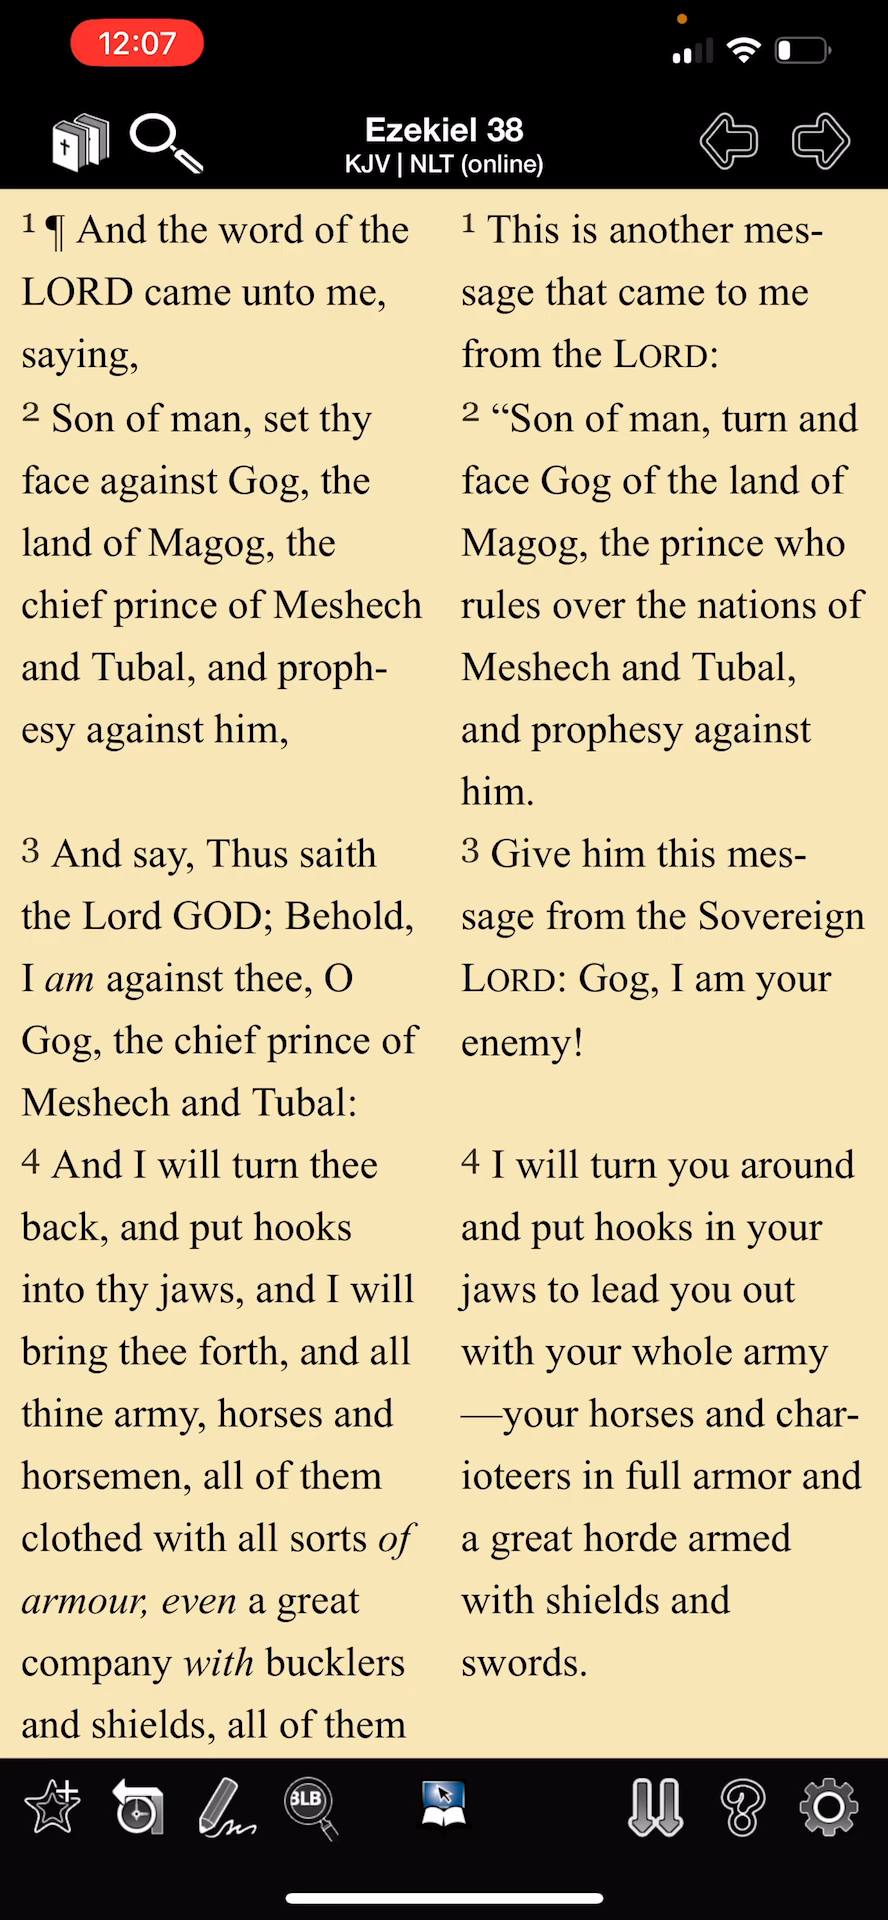 12:07
Ezekiel 38
KJV | NLT (online)
1 ¶ And the word of the
LORD came unto me,
saying,
2 Son of man, set thy
face against Gog, the
land of Magog, the
chief prince of Meshech
and Tubal, and proph-
esy against him,
3 And say, Thus saith
the Lord GOD; Behold,
I am against thee, O
Gog, the chief prince of
Meshech and Tubal:
4 And I will turn thee
back, and put hooks
into thy jaws, and I will
bring thee forth, and all
thine army, horses and
horsemen, all of them
clothed with all sorts of
armour, even a great
company with bucklers
and shields, all of them
1 This is another mes-
sage that came to me
from the LORD:
2 “Son of man, turn and
face Gog of the land of
Magog, the prince who
rules over the nations of
Meshech and Tubal,
and prophesy against
him.
3 Give him this mes-
sage from the Sovereign
LORD: Gog, I am your
enemy!
4 I will turn you around
and put hooks in your
jaws to lead you out
with your whole army
—your horses and char-
ioteers in full armor and
a great horde armed
with shields and
swords.
BLB